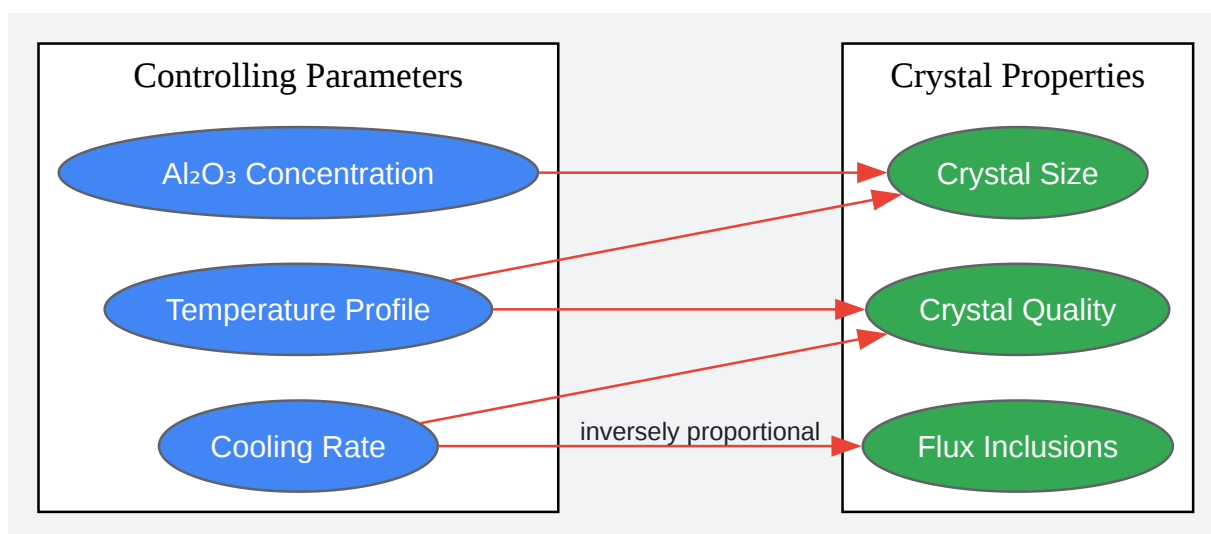 Controlling Parameters
Al₂O₃ Concentration
Temperature Profile
Cooling Rate
inversely proportional
Crystal Properties
Crystal Size
Crystal Quality
Flux Inclusions